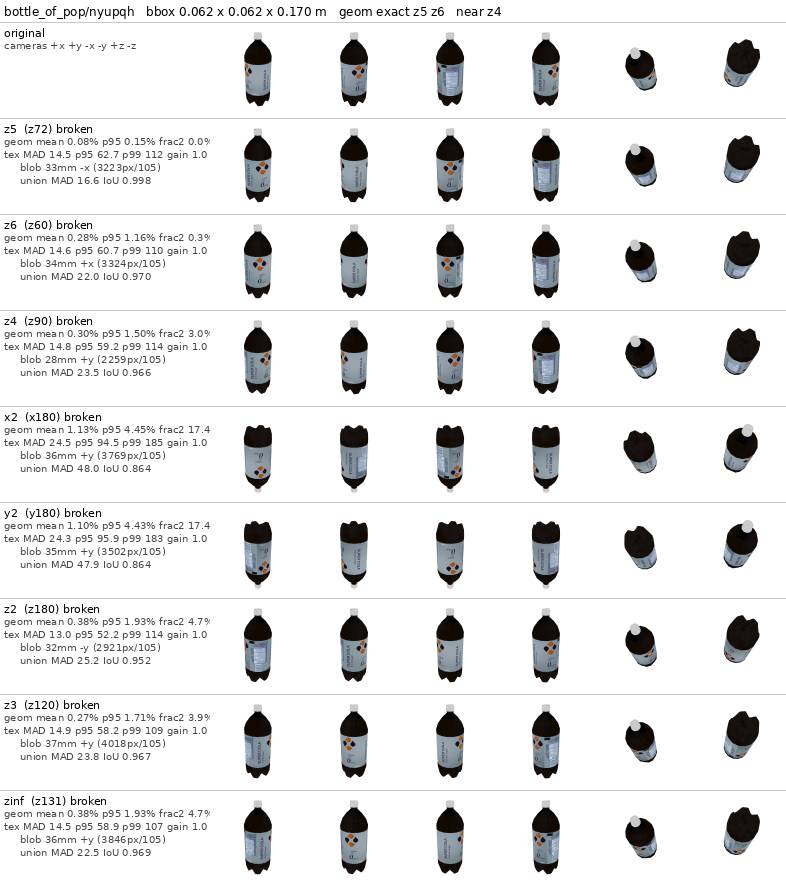 bottle_of_pop/nyupqh bbox 0.062 x 0.062 x 0.170 m geom exact z5 z6 near z4
original
cameras +x +y -x -y +z -z
z5 (z72) broken
geom mean 0.08% p95 0.15% frac2 0.0%
tex MAD 14.5 p95 62.7 p99 112 gain 1.0
blob 33mm -x (3223px/105)
union MAD 16.6 IoU 0.998
z6 (z60) broken
geom mean 0.28% p95 1.16% frac2 0.3%
tex MAD 14.6 p95 60.7 p99 110 gain 1.0
blob 34mm +x (3324px/105)
union MAD 22.0 IoU 0.970
z4 (z90) broken
geom mean 0.30% p95 1.50% frac2 3.0%
tex MAD 14.8 p95 59.2 p99 114 gain 1.0
blob 28mm +y (2259px/105)
union MAD 23.5 IoU 0.966
x2 (x180) broken
geom mean 1.13% p95 4.45% frac2 17.4
tex MAD 24.5 p95 94.5 p99 185 gain 1.0
blob 36mm +y (3769px/105)
union MAD 48.0 IoU 0.864
y2 (y180) broken
geom mean 1.10% p95 4.43% frac2 17.4
tex MAD 24.3 p95 95.9 p99 183 gain 1.0
blob 35mm +y (3502px/105)
union MAD 47.9 IoU 0.864
z2 (z180) broken
geom mean 0.38% p95 1.93% frac2 4.7%
tex MAD 13.0 p95 52.2 p99 114 gain 1.0
blob 32mm -y (2921px/105)
union MAD 25.2 IoU 0.952
z3 (z120) broken
geom mean 0.27% p95 1.71% frac2 3.9%
tex MAD 14.9 p95 58.2 p99 109 gain 1.0
blob 37mm +y (4018px/105)
union MAD 23.8 IoU 0.967
zinf (z131) broken
geom mean 0.38% p95 1.93% frac2 4.7%
tex MAD 14.5 p95 58.9 p99 107 gain 1.0
blob 36mm +y (3846px/105)
union MAD 22.5 IoU 0.969